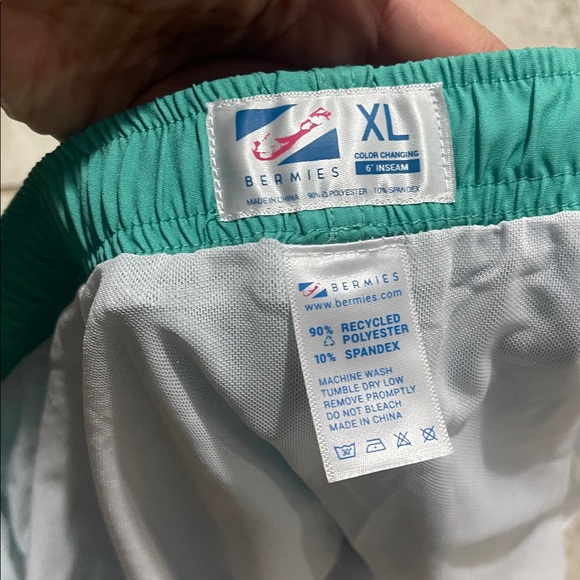 XL
BERMIES
COLOR CHANGING
6" INSEAM
MADE IN CHINA 90% POLYESTER 10% SPANDEX
BERMIES
www.bermies.com
90% RECYCLED
POLYESTER
10% SPANDEX
MACHINE WASH
TUMBLE DRY LOW
REMOVE PROMPTLY
DO NOT BLEACH
MADE IN CHINA
30°